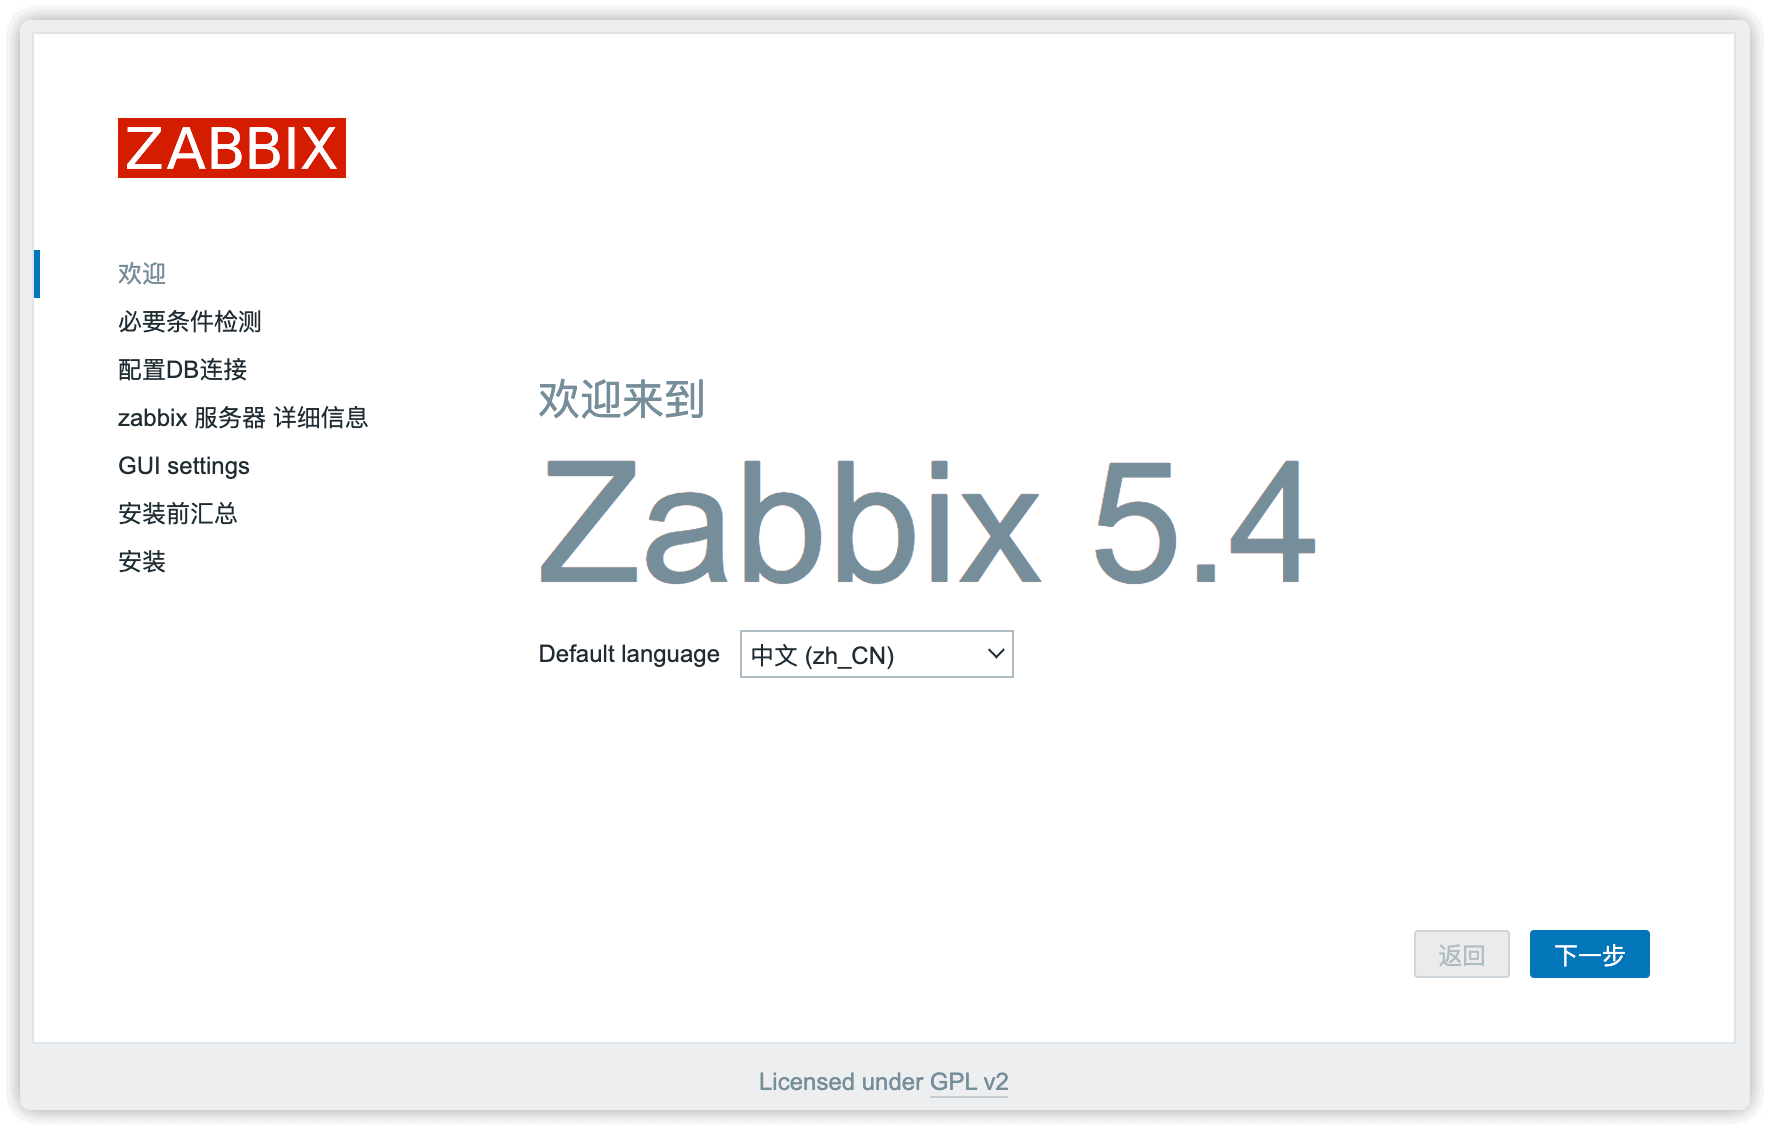 ZABBIX
欢迎
必要条件检测
配置DB连接
zabbix 服务器 详细信息
GUI settings
安装前汇总
安装
欢迎来到
Zabbix 5.4
Default language 中文 (zh_CN)
返回 下一步
Licensed under GPL v2